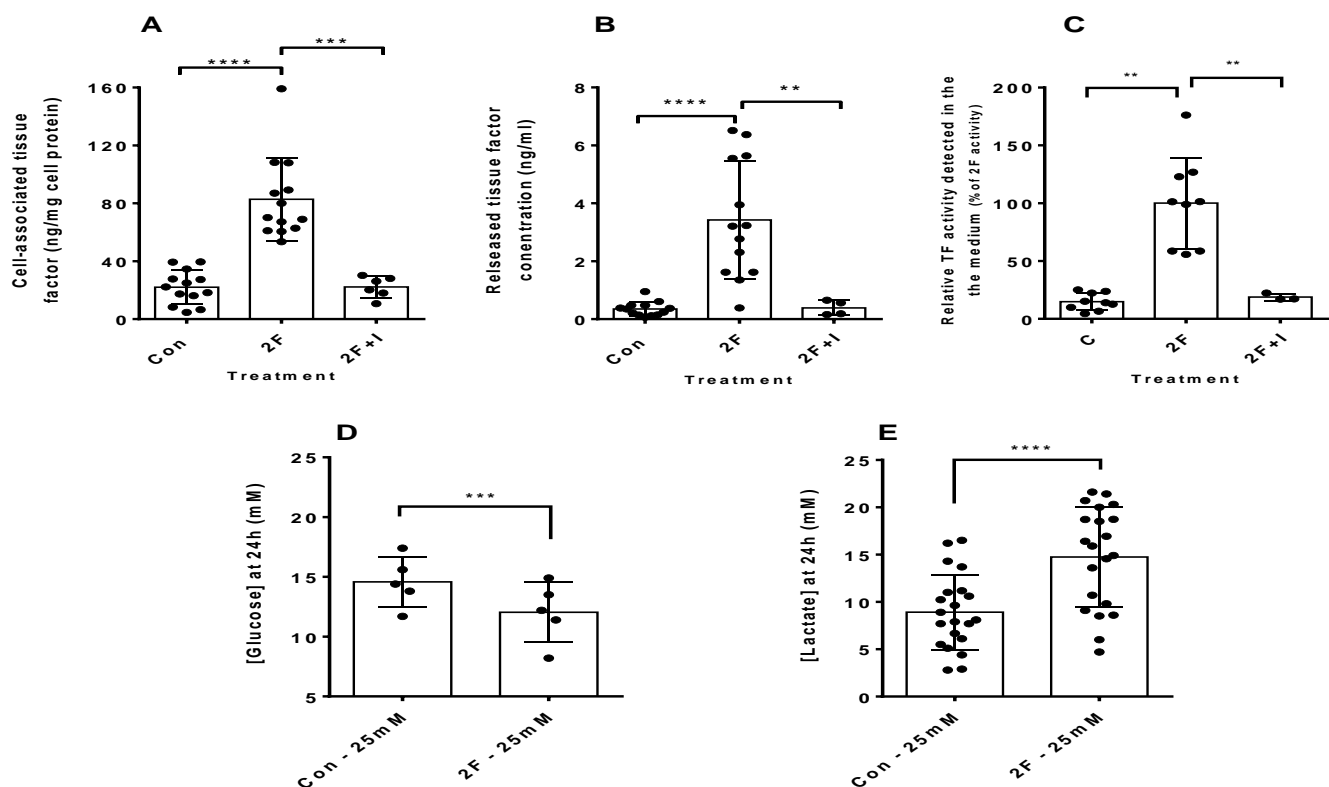 A
Cell-associated tissue
factor (ng/mg cell protein)
160
120
80
40
0
****
***
Con
2F
2F+I
Treatment
B
Relseased tissue factor
conentration (ng/ml)
8
6
4
2
0
****
**
Con
2F
2F+I
Treatment
C
Relative TF activity detected in the
the medium (% of 2F activity)
200
150
100
50
0
**
**
C
2F
2F+I
Treatment
D
[Glucose] at 24h (mM)
25
20
15
10
5
***
Con - 25mM
2F - 25mM
E
[Lactate] at 24h (mM)
25
20
15
10
5
0
****
Con - 25mM
2F - 25mM